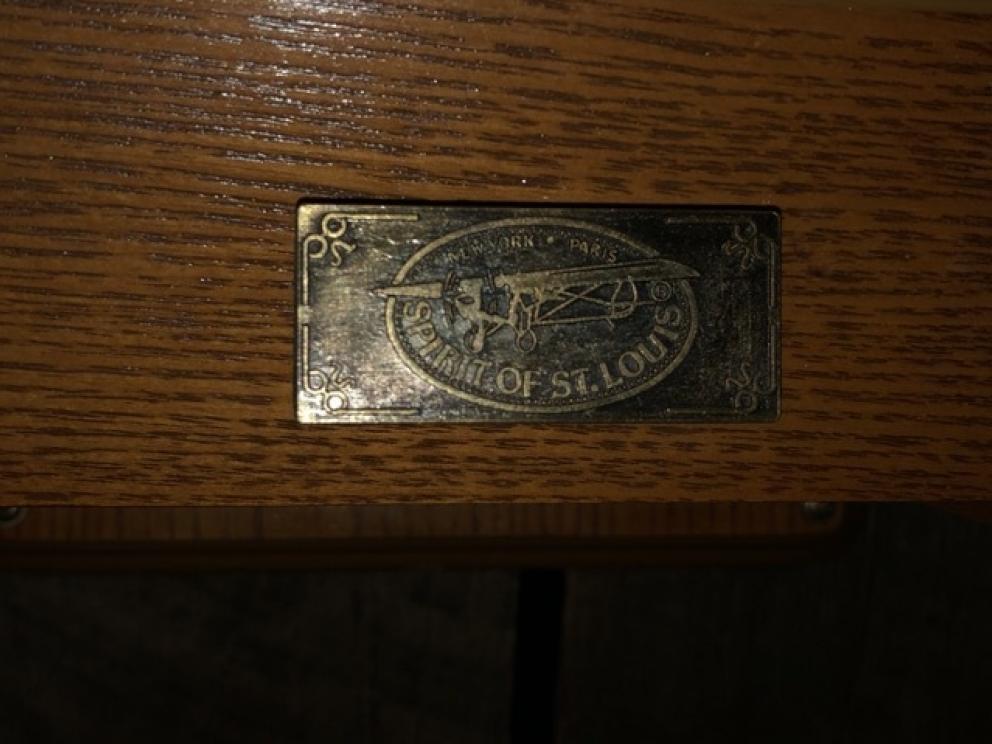 NEW YORK • PARIS
SPIRIT OF ST. LOUIS ®